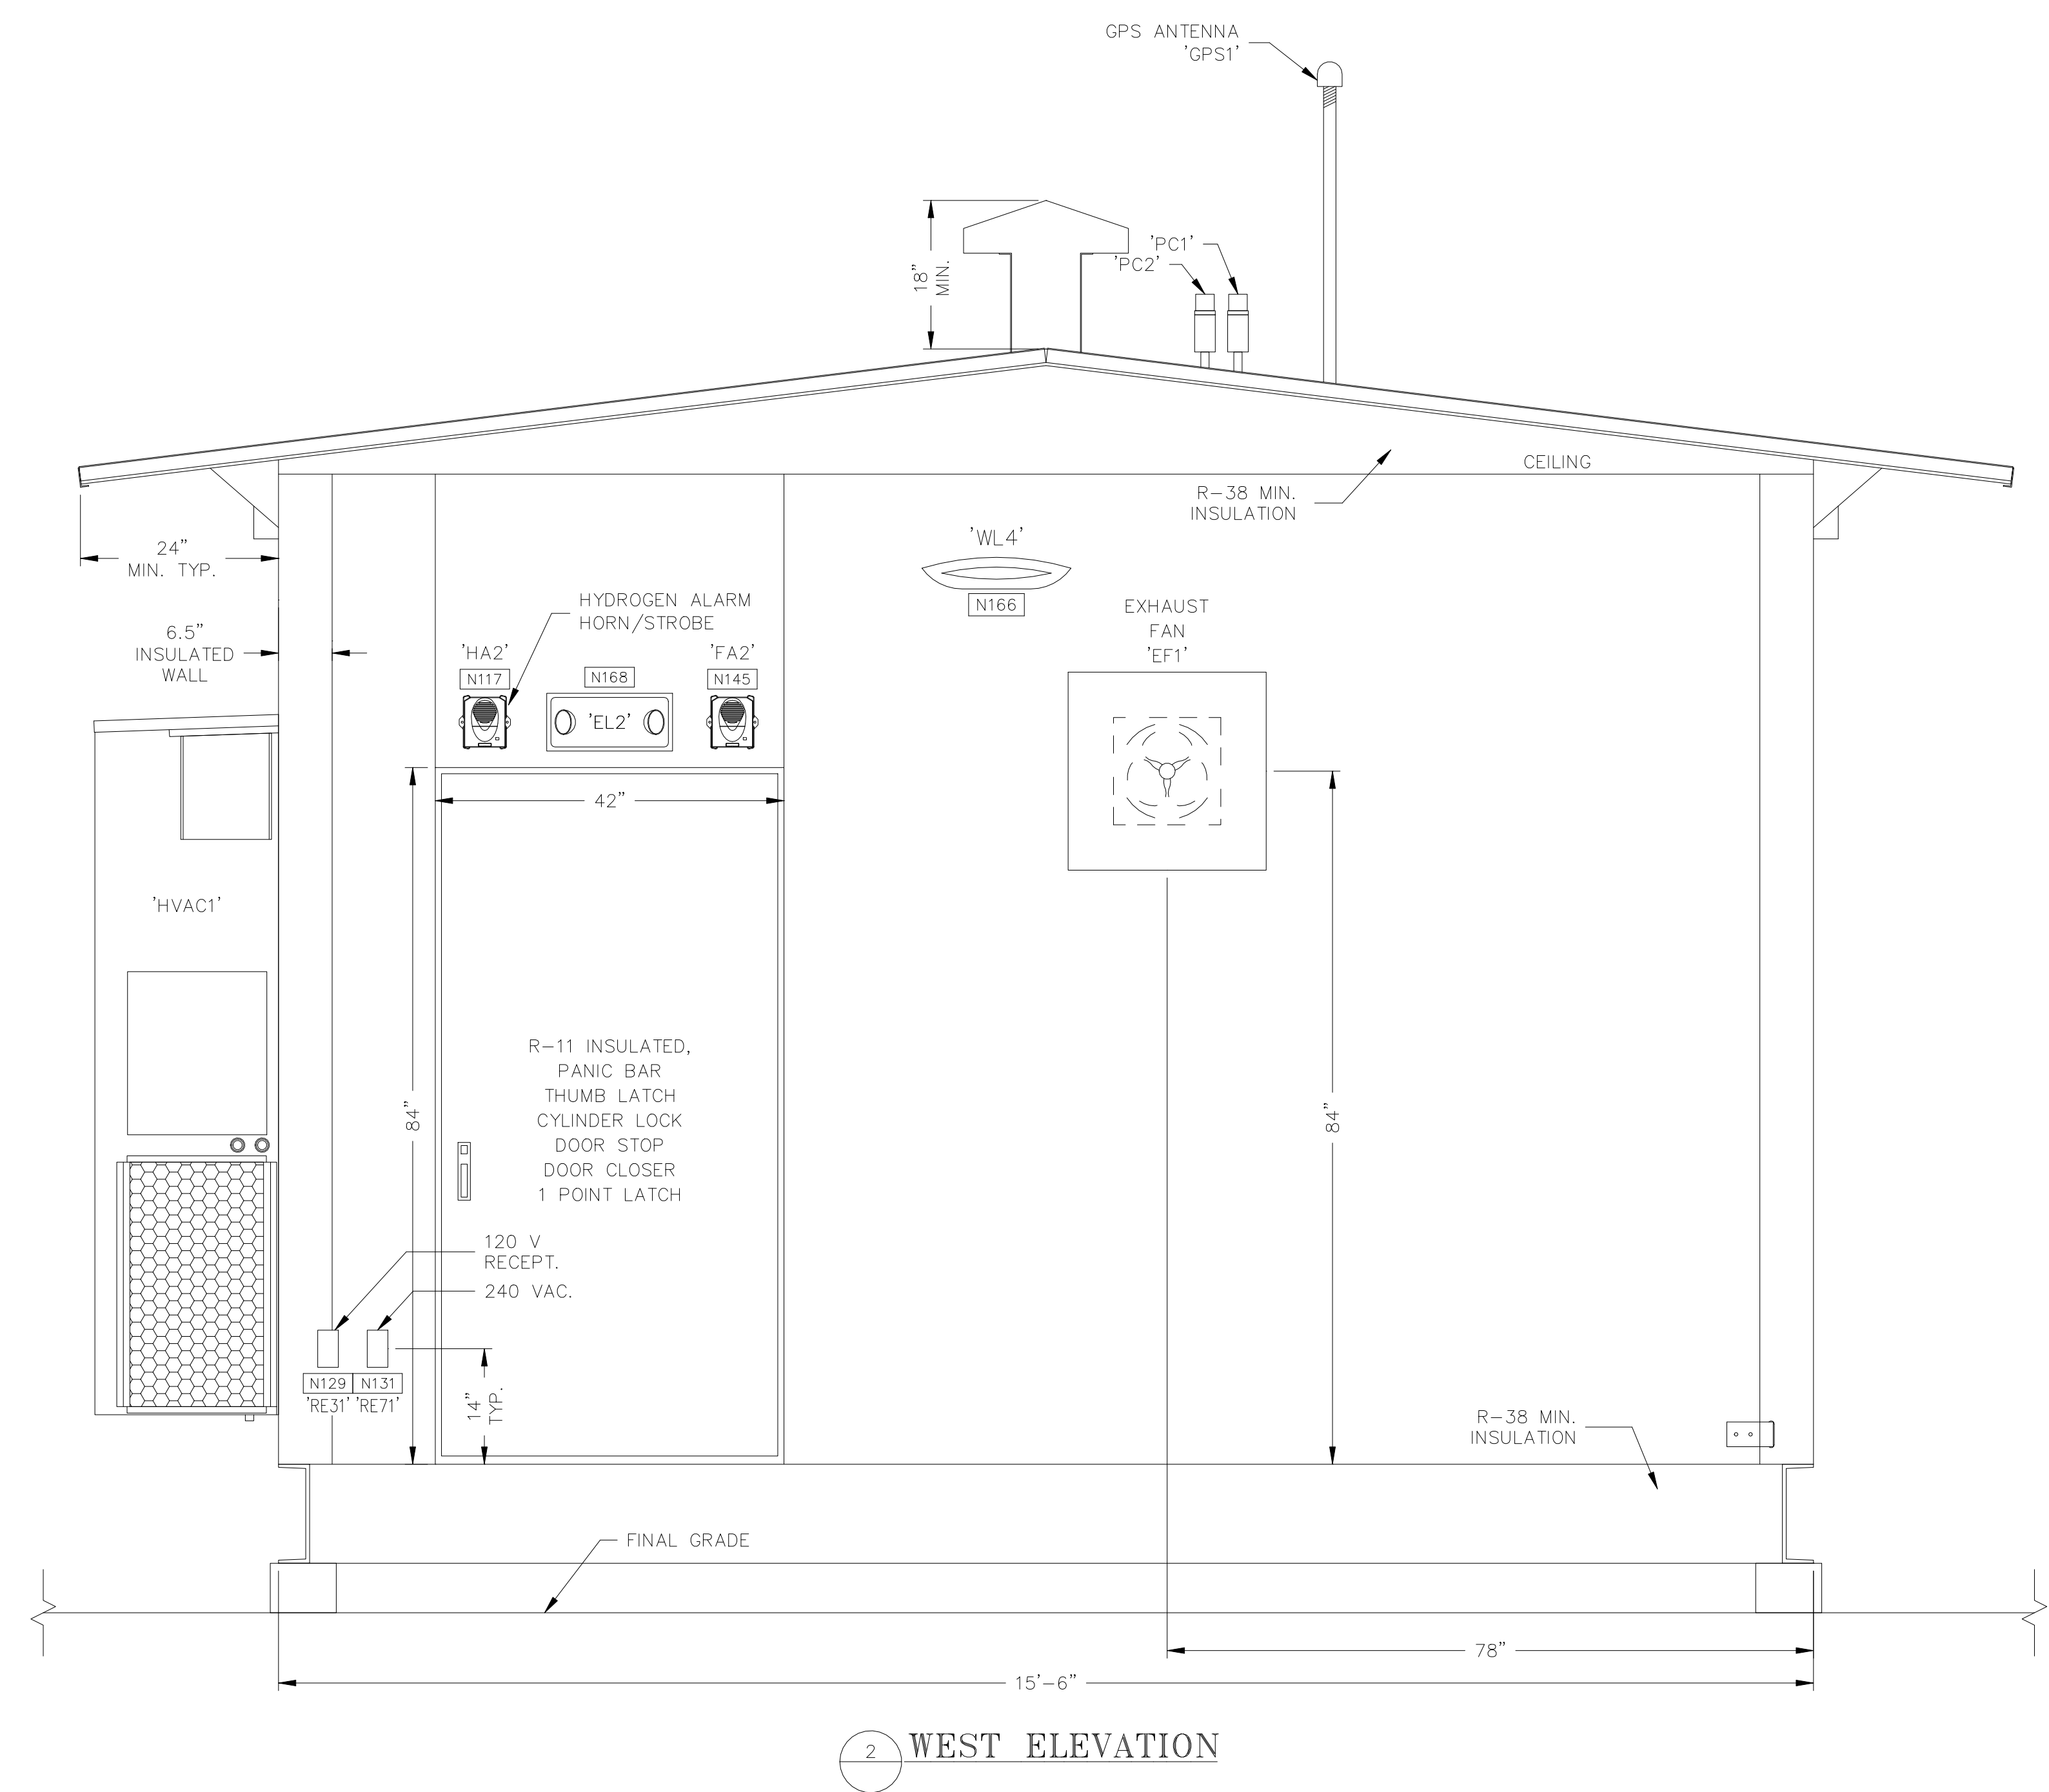 GPS ANTENNA
'GPS1'
'PC1'
'PC2'
18"
MIN.
CEILING
R-38 MIN.
INSULATION
24"
MIN. TYP.
'WL4'
N166
HYDROGEN ALARM
HORN/STROBE
EXHAUST
FAN
'EF1'
6.5"
INSULATED
WALL
'HA2'
N117
N168
'EL2'
'FA2'
N145
42"
'HVAC1'
R-11 INSULATED,
PANIC BAR
THUMB LATCH
CYLINDER LOCK
DOOR STOP
DOOR CLOSER
1 POINT LATCH
84"
84"
120 V
RECEPT.
240 VAC.
N129
N131
'RE31'
'RE71'
14"
TYP.
R-38 MIN.
INSULATION
FINAL GRADE
78"
15'-6"
2
WEST ELEVATION